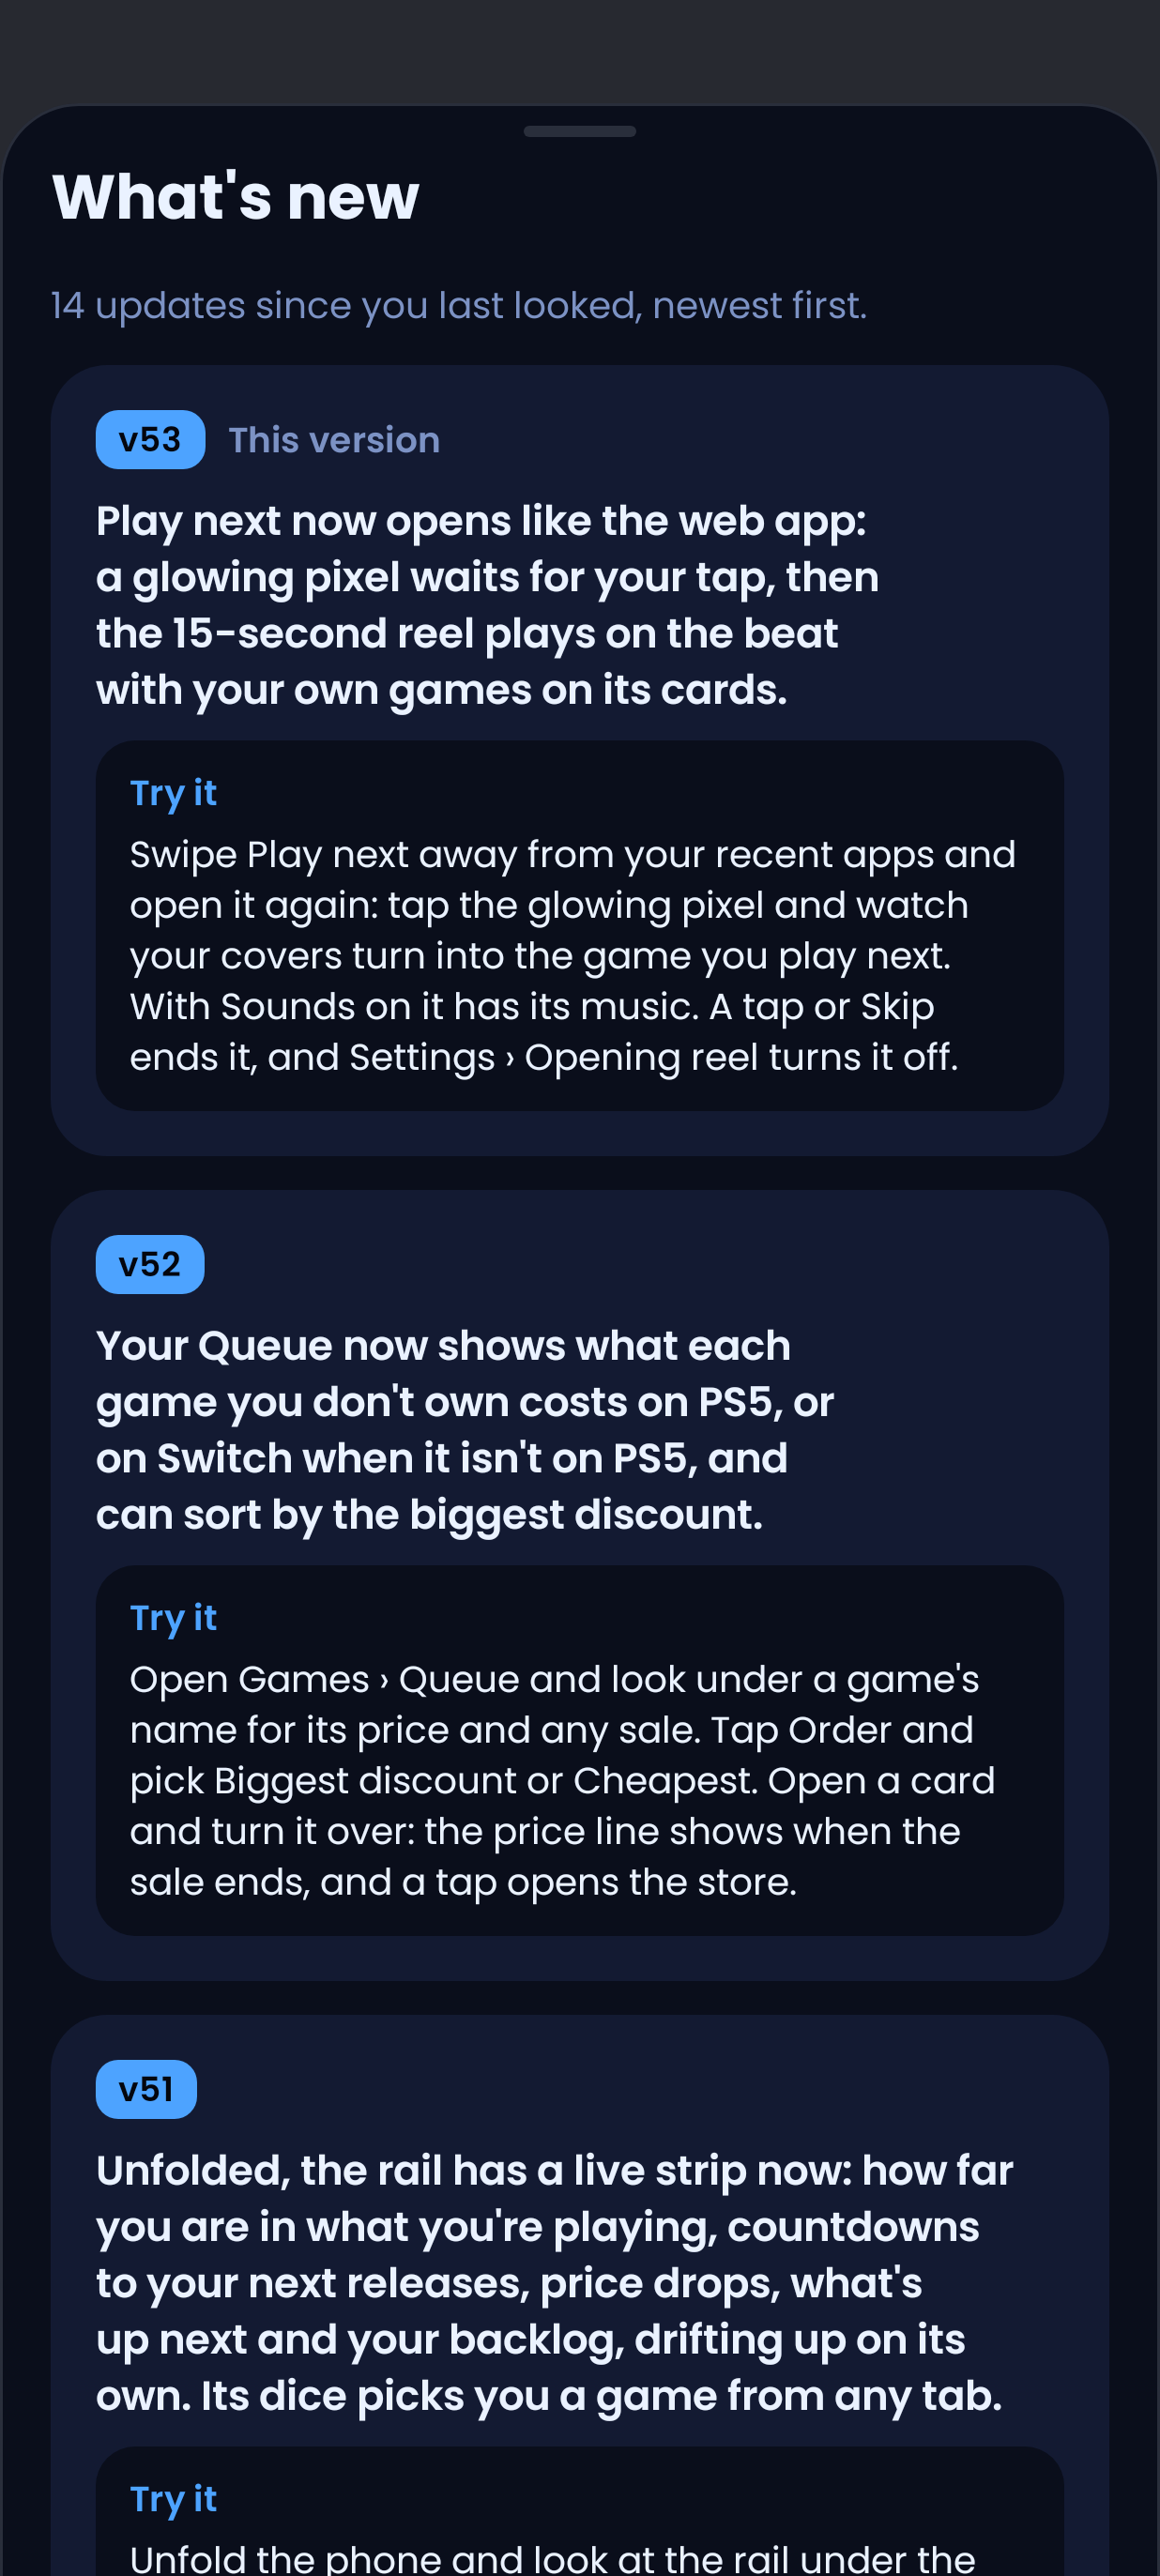 What's new
14 updates since you last looked, newest first.
v53 This version
Play next now opens like the web app:
a glowing pixel waits for your tap, then
the 15-second reel plays on the beat
with your own games on its cards.
Try it
Swipe Play next away from your recent apps and
open it again: tap the glowing pixel and watch
your covers turn into the game you play next.
With Sounds on it has its music. A tap or Skip
ends it, and Settings › Opening reel turns it off.
v52
Your Queue now shows what each
game you don't own costs on PS5, or
on Switch when it isn't on PS5, and
can sort by the biggest discount.
Try it
Open Games › Queue and look under a game's
name for its price and any sale. Tap Order and
pick Biggest discount or Cheapest. Open a card
and turn it over: the price line shows when the
sale ends, and a tap opens the store.
v51
Unfolded, the rail has a live strip now: how far
you are in what you're playing, countdowns
to your next releases, price drops, what's
up next and your backlog, drifting up on its
own. Its dice picks you a game from any tab.
Try it
Unfold the phone and look at the rail under the